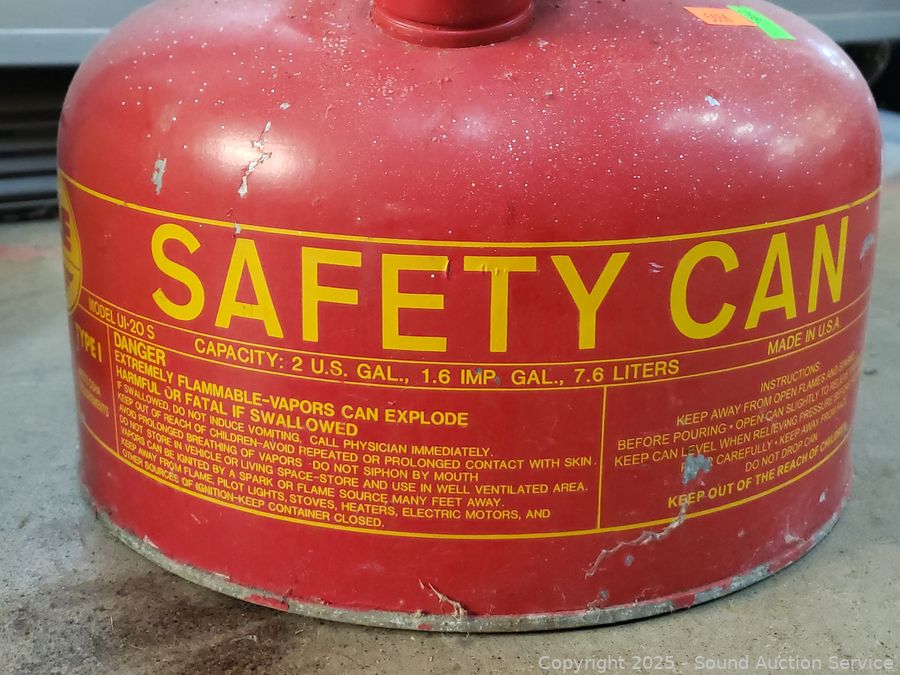 SAFETY CAN
MODEL UI-20 S
TYPE I
CAPACITY: 2 U.S. GAL., 1.6 IMP. GAL., 7.6 LITERS
MADE IN U.S.A.
DANGER
EXTREMELY FLAMMABLE-VAPORS CAN EXPLODE
HARMFUL OR FATAL IF SWALLOWED
IF SWALLOWED, DO NOT INDUCE VOMITING, CALL PHYSICIAN IMMEDIATELY.
KEEP OUT OF REACH OF CHILDREN-AVOID REPEATED OR PROLONGED CONTACT WITH SKIN.
AVOID PROLONGED BREATHING OF VAPORS -DO NOT SIPHON BY MOUTH
DO NOT STORE IN VEHICLE OR LIVING SPACE-STORE AND USE IN WELL VENTILATED AREA.
VAPORS CAN BE IGNITED BY A SPARK OR FLAME SOURCE MANY FEET AWAY.
KEEP AWAY FROM FLAME, PILOT LIGHTS, STOVES, HEATERS, ELECTRIC MOTORS, AND
OTHER SOURCES OF IGNITION-KEEP CONTAINER CLOSED.
INSTRUCTIONS:
KEEP AWAY FROM OPEN FLAMES AND
BEFORE POURING • OPEN CAN SLIGHTLY TO
KEEP CAN LEVEL WHEN RELIEVING PRESSURE
CAREFULLY • KEEP AWAY FROM
DO NOT DROP CAN
KEEP OUT OF THE REACH OF CHILDREN.
Copyright © 2025 - Sound Auction Service